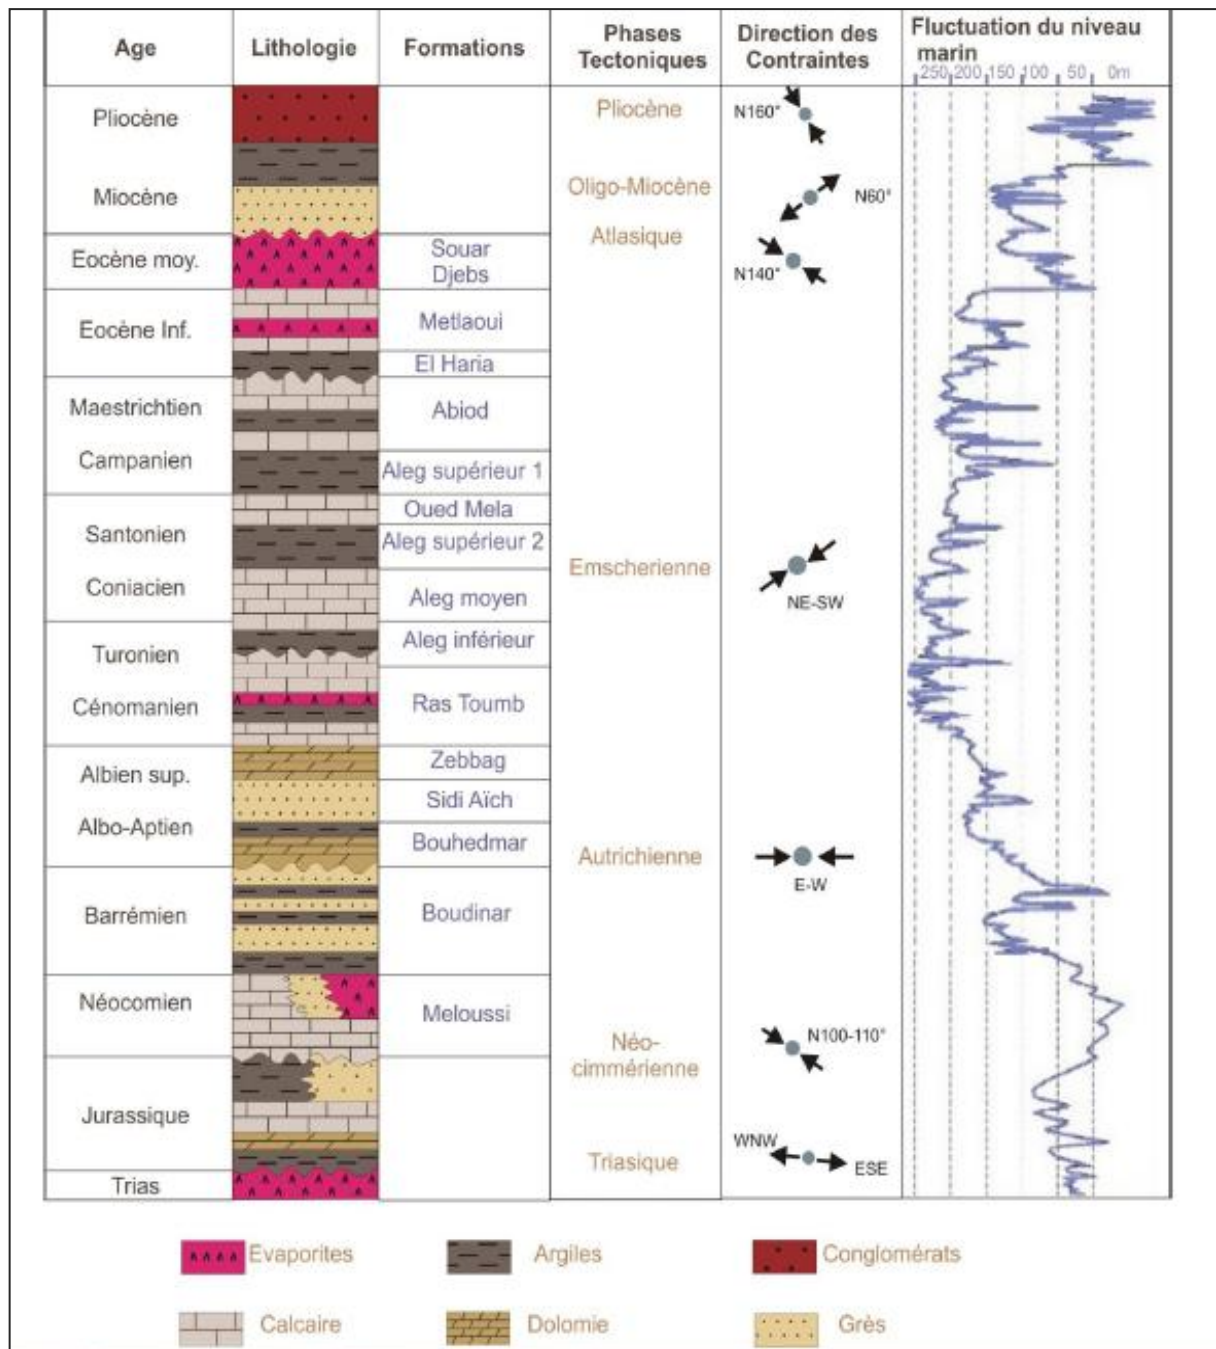 Age
Lithologie
Formations
Phases
Tectoniques
Direction des
Contraintes
Fluctuation du niveau
marin
250 200 150 100 50 0m
Pliocène
Miocène
Eocène moy.
Eocène Inf.
Maestrichtien
Campanien
Santonien
Coniacien
Turonien
Cénomanien
Albien sup.
Albo-Aptien
Barrémien
Néocomien
Jurassique
Trias
Souar
Djebs
Metlaoui
El Haria
Abiod
Aleg supérieur 1
Oued Mela
Aleg supérieur 2
Aleg moyen
Aleg inférieur
Ras Toumb
Zebbag
Sidi Aïch
Bouhedmar
Boudinar
Meloussi
Pliocène
Oligo-Miocène
Atlasique
Emscherienne
Autrichienne
Néo-
cimmérienne
Triasique
N160°
N60°
N140°
NE-SW
E-W
N100-110°
WNW
ESE
Evaporites
Argiles
Conglomérats
Calcaire
Dolomie
Grès